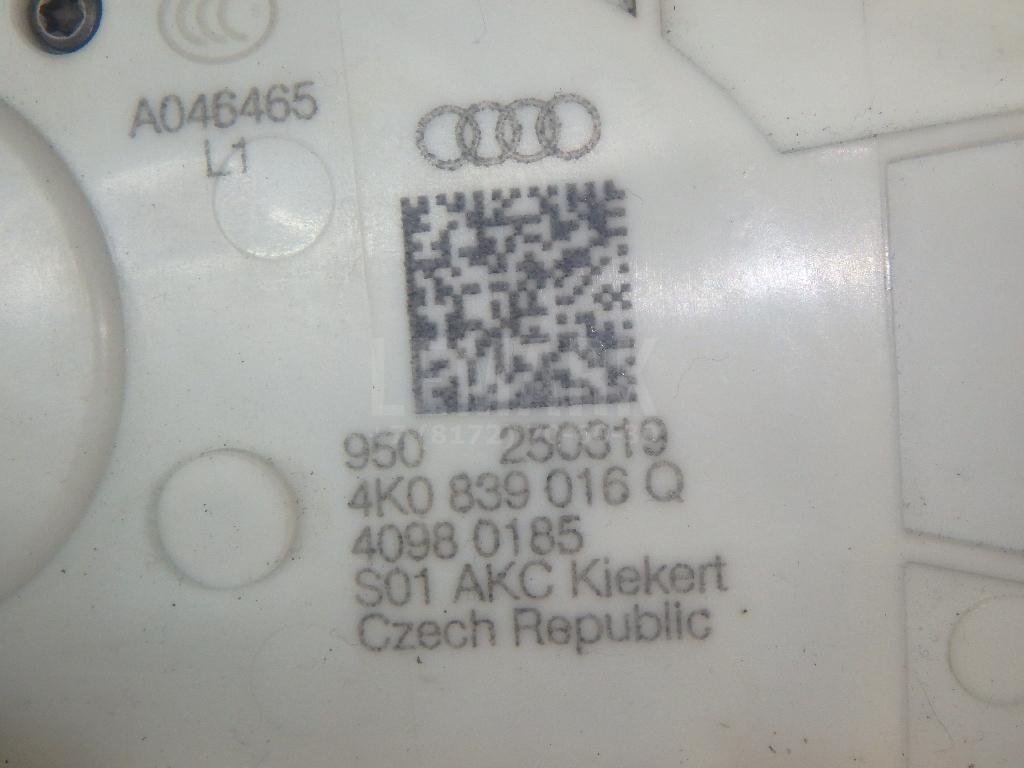 A046465
L1
950 250319
4K0 839 016 Q
4098 0185
S01 AKC Kiekert
Czech Republic